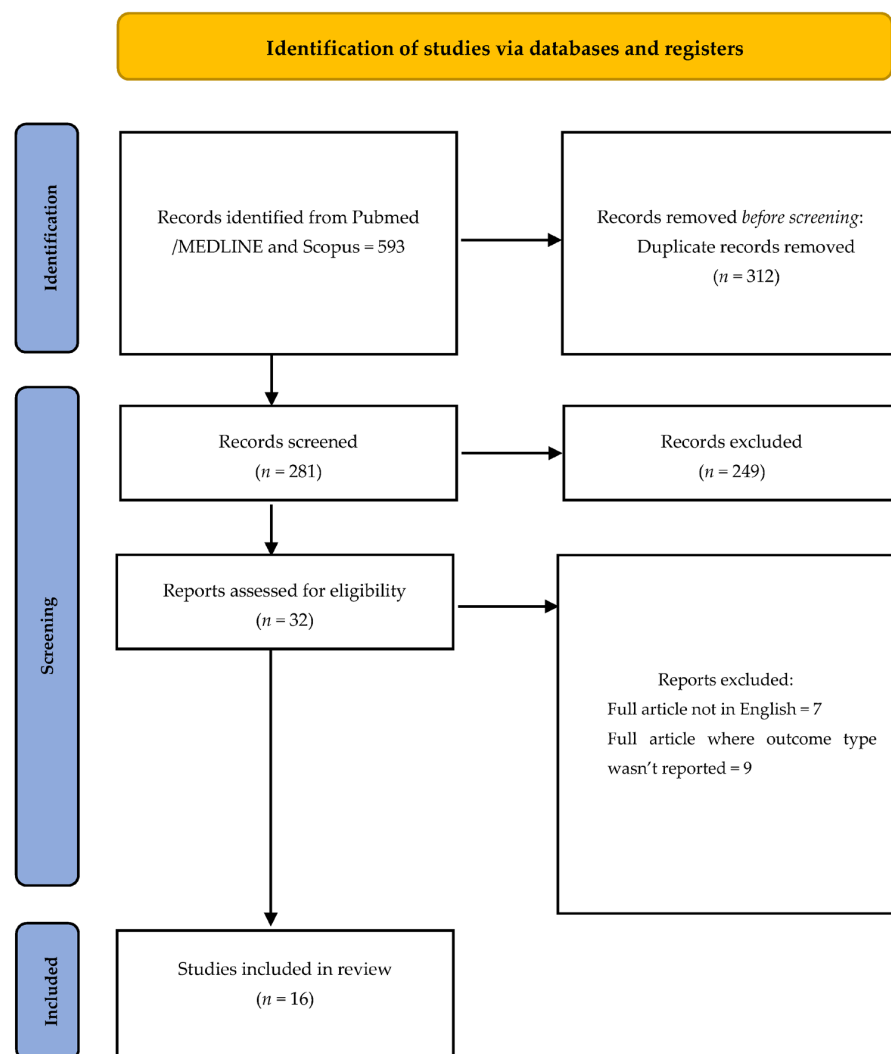 Identification of studies via databases and registers
Identification
Records identified from Pubmed
/MEDLINE and Scopus = 593
Records removed before screening:
Duplicate records removed
(n = 312)
Screening
Records screened
(n = 281)
Records excluded
(n = 249)
Reports assessed for eligibility
(n = 32)
Reports excluded:
Full article not in English = 7
Full article where outcome type
wasn't reported = 9
Included
Studies included in review
(n = 16)